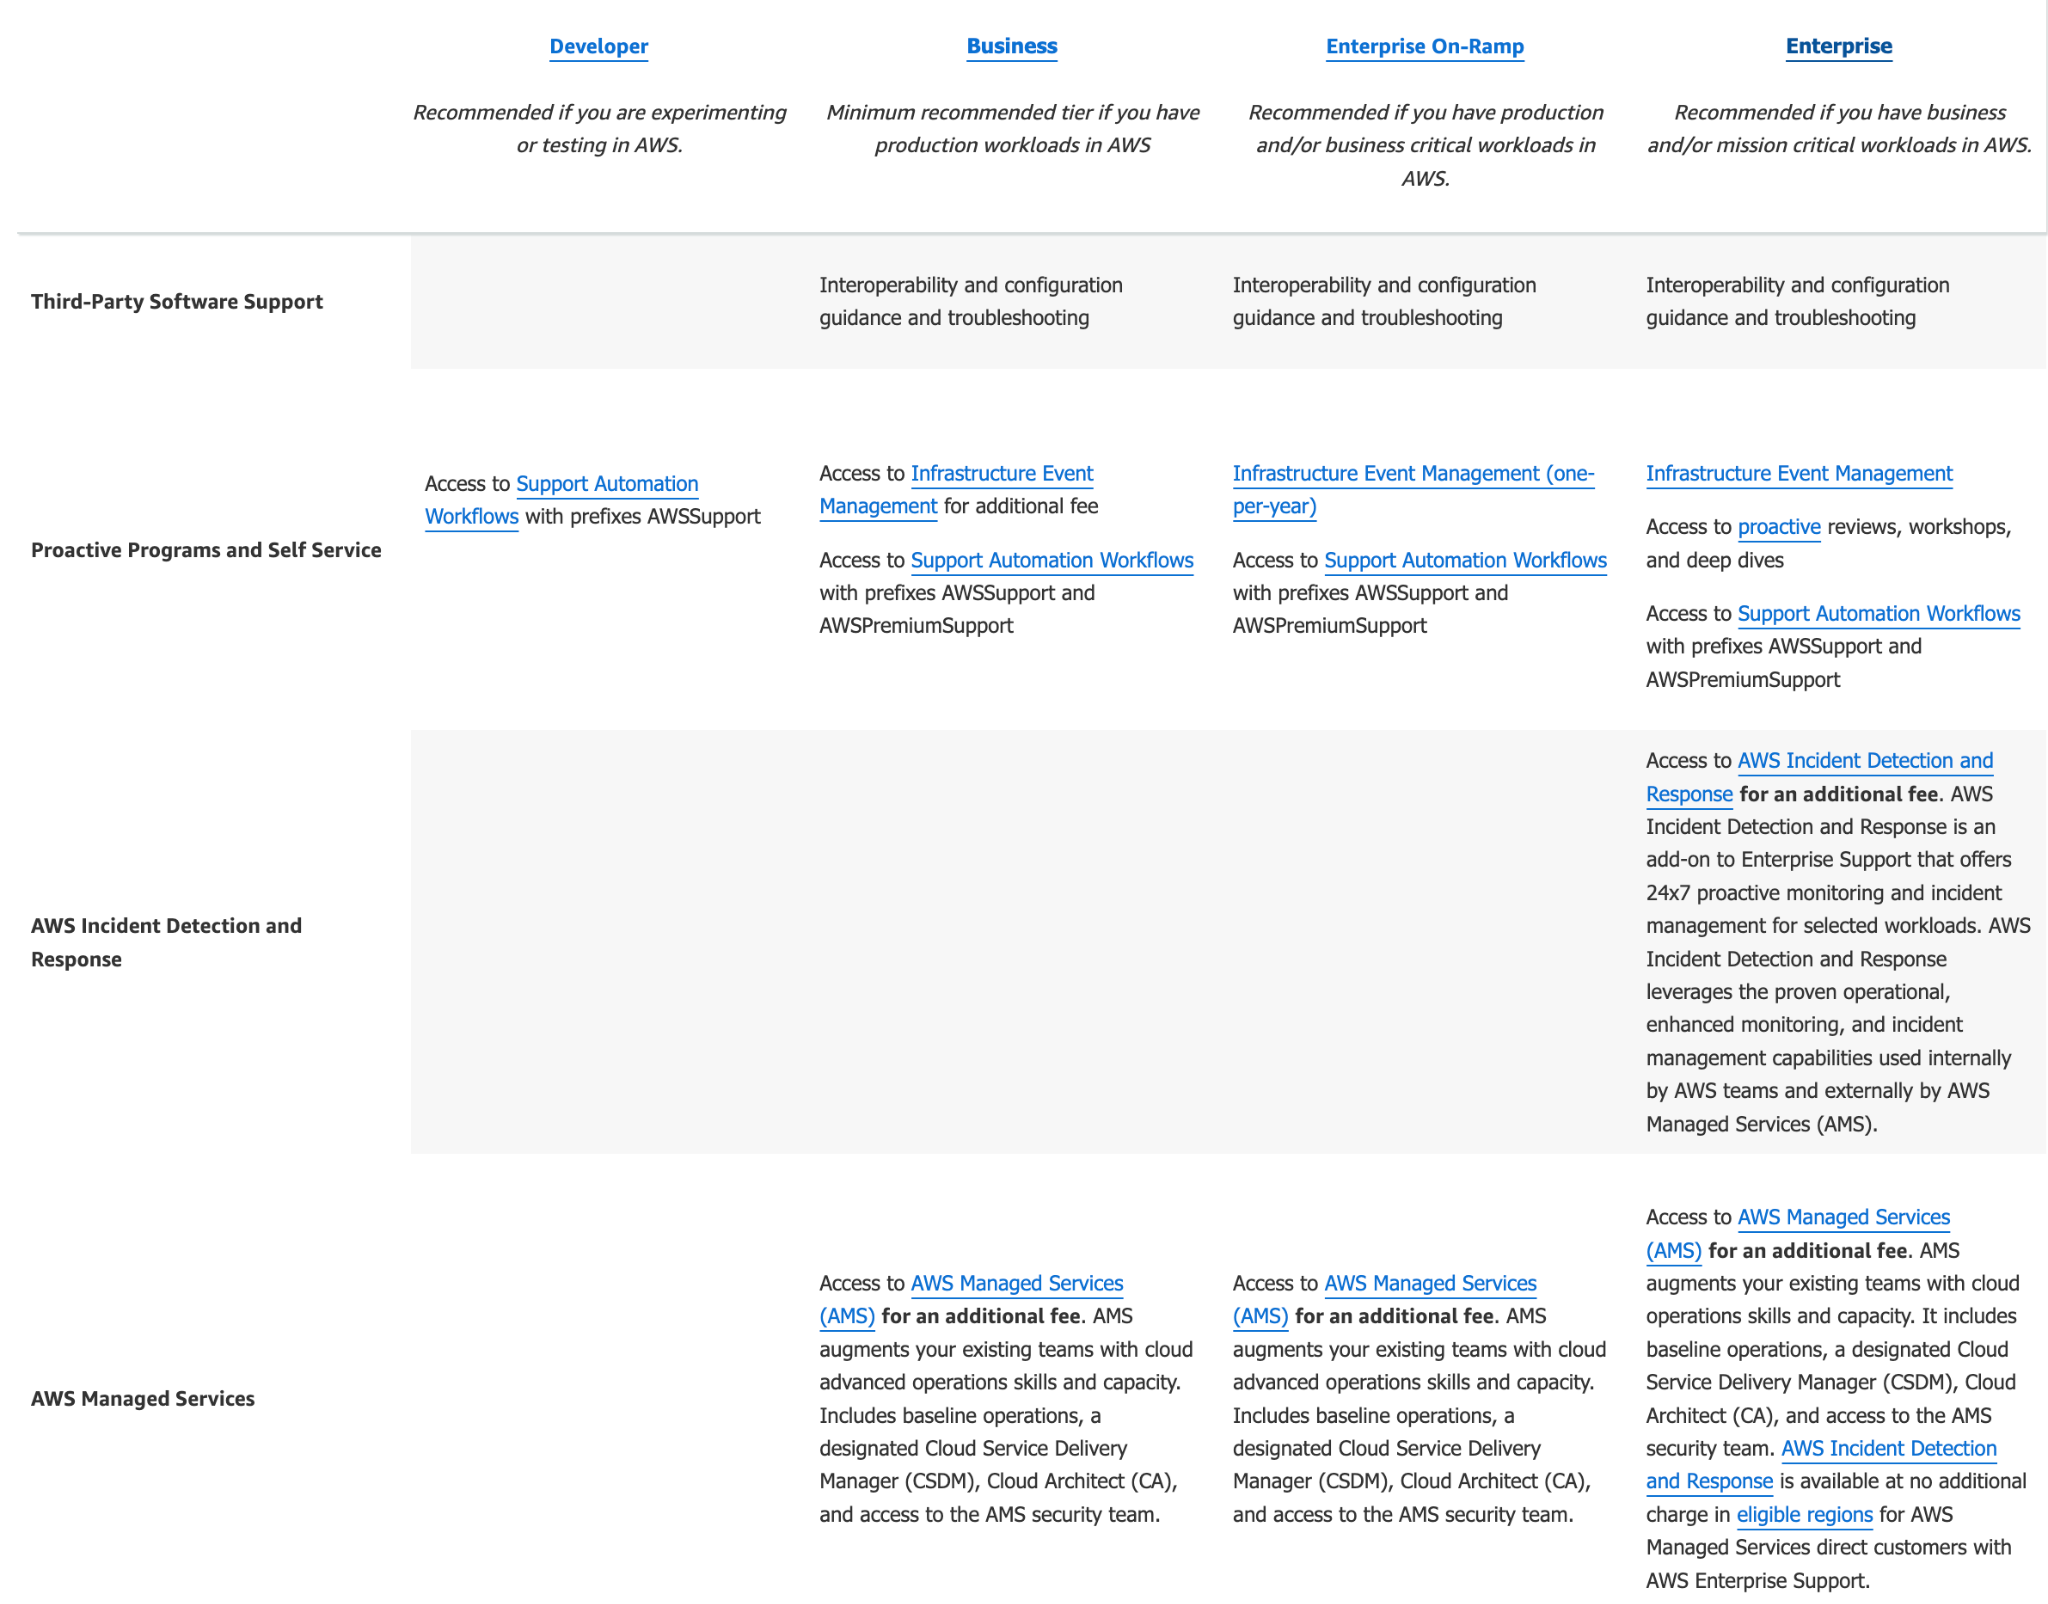 Developer
Recommended if you are experimenting
or testing in AWS.
Business
Minimum recommended tier if you have
production workloads in AWS
Enterprise On-Ramp
Recommended if you have production
and/or business critical workloads in
AWS.
Enterprise
Recommended if you have business
and/or mission critical workloads in AWS.
Third-Party Software Support
Interoperability and configuration
guidance and troubleshooting
Interoperability and configuration
guidance and troubleshooting
Interoperability and configuration
guidance and troubleshooting
Proactive Programs and Self Service
Access to Support Automation
Workflows with prefixes AWSSupport
Access to Infrastructure Event
Management for additional fee
Access to Support Automation Workflows
with prefixes AWSSupport and
AWSPremiumSupport
Infrastructure Event Management (one-
per-year)
Access to Support Automation Workflows
with prefixes AWSSupport and
AWSPremiumSupport
Infrastructure Event Management
Access to proactive reviews, workshops,
and deep dives
Access to Support Automation Workflows
with prefixes AWSSupport and
AWSPremiumSupport
AWS Incident Detection and
Response
Access to AWS Incident Detection and
Response for an additional fee. AWS
Incident Detection and Response is an
add-on to Enterprise Support that offers
24x7 proactive monitoring and incident
management for selected workloads. AWS
Incident Detection and Response
leverages the proven operational,
enhanced monitoring, and incident
management capabilities used internally
by AWS teams and externally by AWS
Managed Services (AMS).
AWS Managed Services
Access to AWS Managed Services
(AMS) for an additional fee. AMS
augments your existing teams with cloud
advanced operations skills and capacity.
Includes baseline operations, a
designated Cloud Service Delivery
Manager (CSDM), Cloud Architect (CA),
and access to the AMS security team.
Access to AWS Managed Services
(AMS) for an additional fee. AMS
augments your existing teams with cloud
advanced operations skills and capacity.
Includes baseline operations, a
designated Cloud Service Delivery
Manager (CSDM), Cloud Architect (CA),
and access to the AMS security team.
Access to AWS Managed Services
(AMS) for an additional fee. AMS
augments your existing teams with cloud
operations skills and capacity. It includes
baseline operations, a designated Cloud
Service Delivery Manager (CSDM), Cloud
Architect (CA), and access to the AMS
security team. AWS Incident Detection
and Response is available at no additional
charge in eligible regions for AWS
Managed Services direct customers with
AWS Enterprise Support.